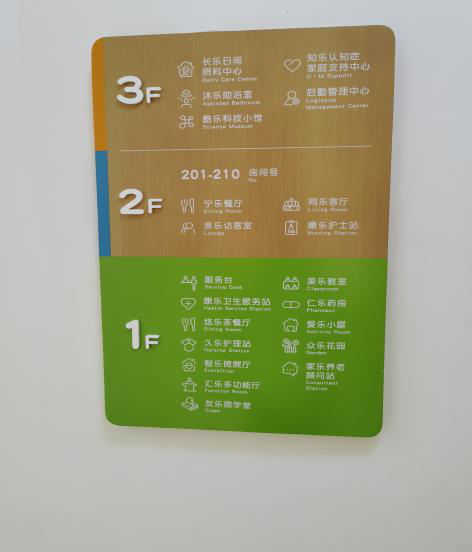 3F
长乐日间
照料中心
Daily Care Center
沐乐助浴室
Assisted Bathroom
酷乐科技小馆
Science Museum
知乐认知症
家庭支持中心
D·M Support
后勤管理中心
Logistics
Management Center
2F
201-210 房间号
No.
宁乐餐厅
Dining Room
亲乐访客室
Lounge
同乐客厅
Living Room
康乐护士站
Nursing Station
1F
服务台
Service Desk
康乐卫生服务站
Health Service Station
悠乐茶餐厅
Dining Room
久乐护理站
Nursing Station
智乐微展厅
Exhibition
汇乐多功能厅
Function Room
友乐微学堂
Class
美乐教室
Classroom
仁乐药房
Pharmacy
爱乐小屋
Activity Room
众乐花园
Garden
家乐养老
顾问站
Consultant
Station